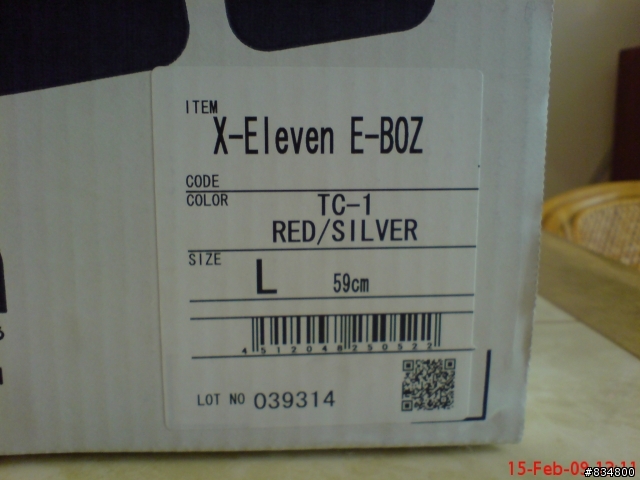 ITEM
X-Eleven E-BOZ
CODE
COLOR
TC-1
RED/SILVER
SIZE
L 59cm
4512048250522
LOT NO 039314
15-Feb-09 12:11
#834800